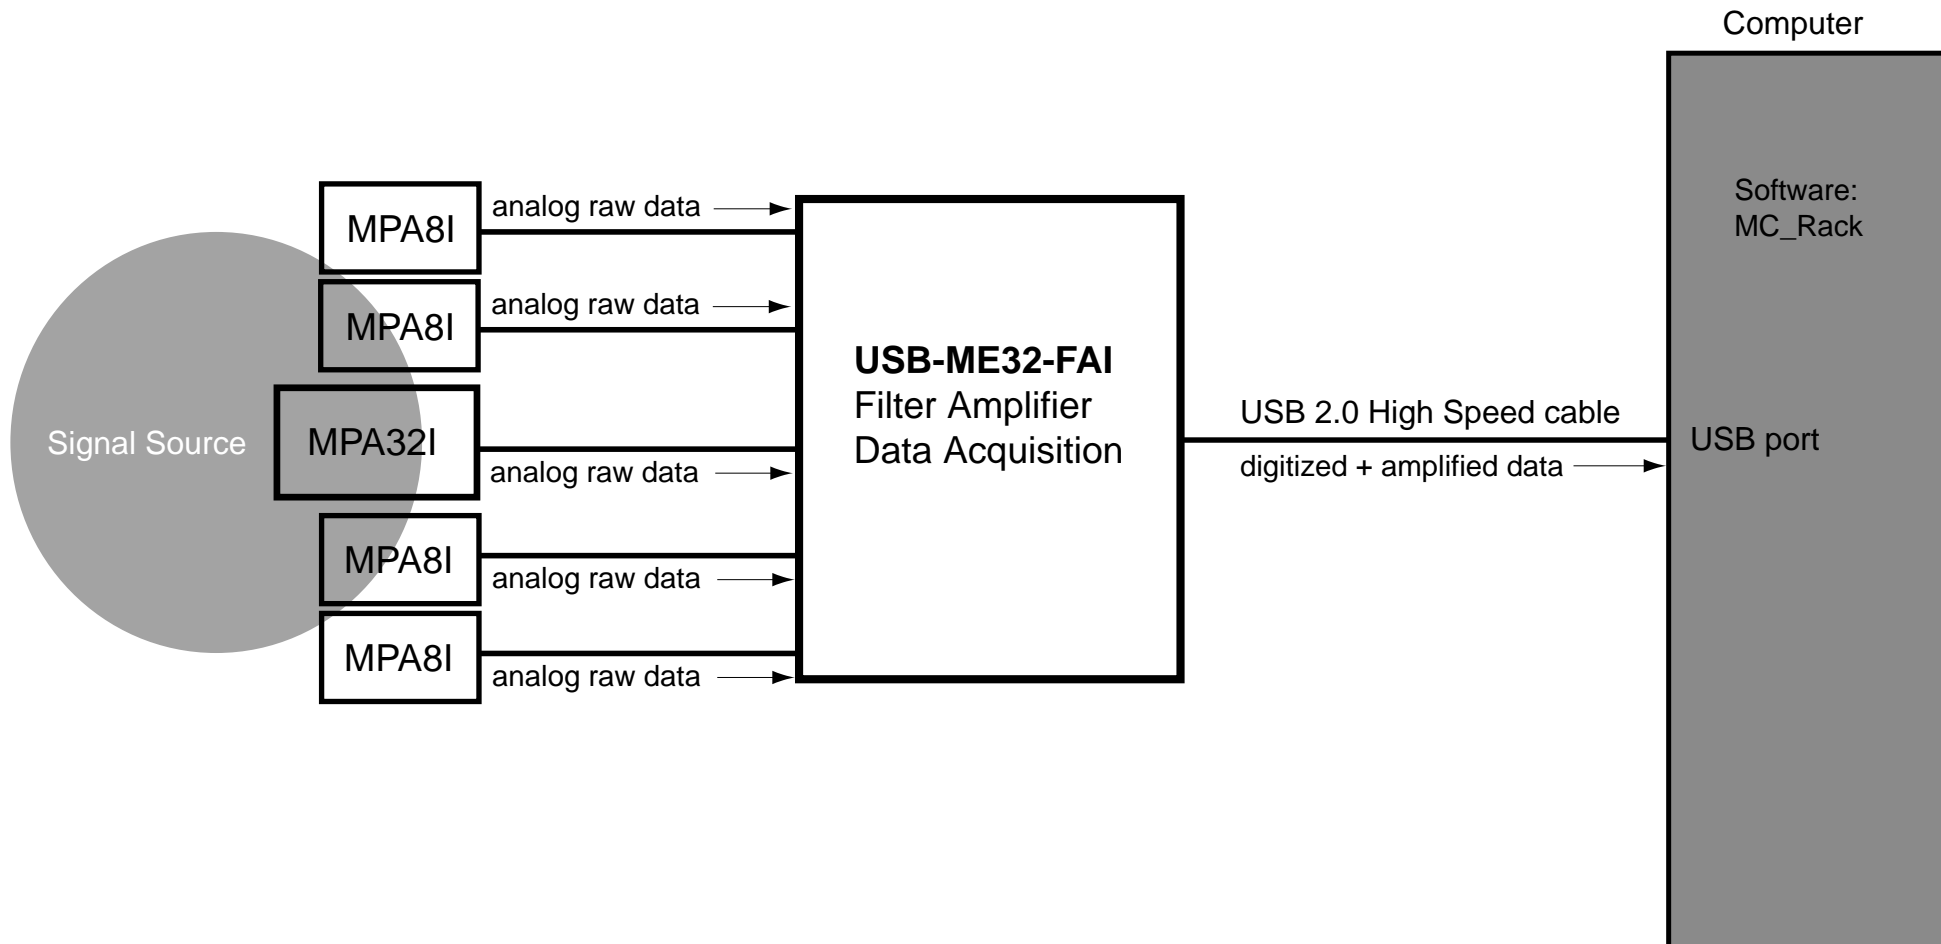 Computer
Software:
MC_Rack
MPA8I
analog raw data
MPA8I
analog raw data
Signal Source
MPA32I
analog raw data
MPA8I
analog raw data
MPA8I
analog raw data
USB-ME32-FAI
Filter Amplifier
Data Acquisition
USB 2.0 High Speed cable
digitized + amplified data
USB port